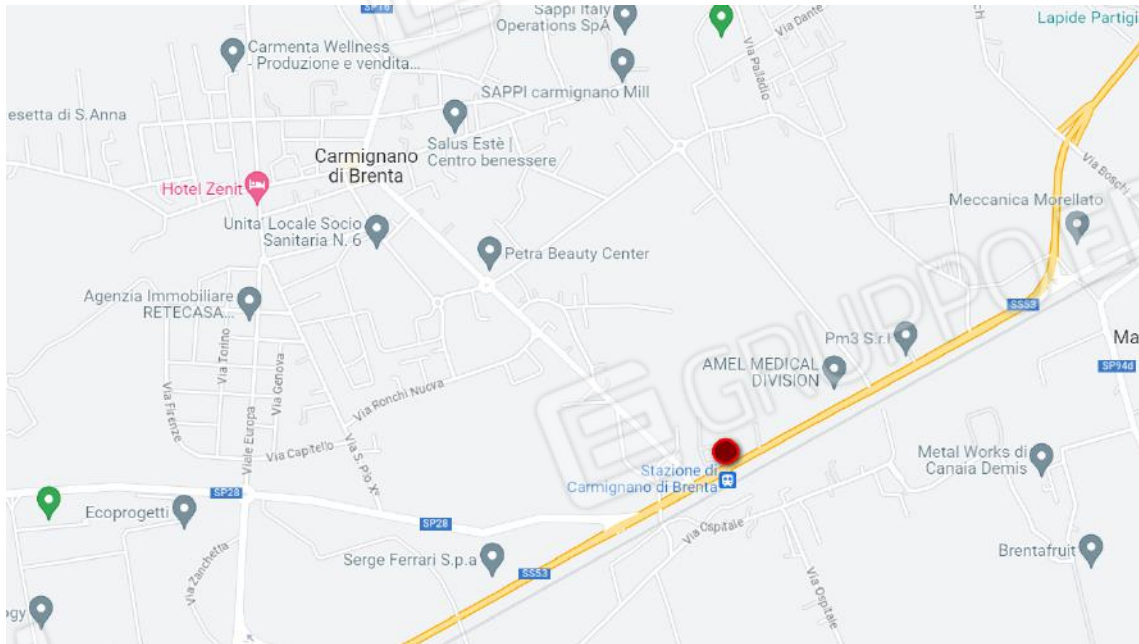 SP10
Sappi Italy
Operations SpA
Via Dante
Lapide Partigi
Carmenta Wellness
- Produzione e vendita...
Via Palladio
SAPPI carmignano Mill
esetta di S.Anna
Salus Estè |
Centro benessere
Carmignano
di Brenta
Via Boschi
Hotel Zenit
Meccanica Morellato
Unita' Locale Socio
Sanitaria N. 6
Petra Beauty Center
Agenzia Immobiliare
RETECASA...
SS53
GRUPPO
Pm3 S.r.l
Ma
Via Torino
AMEL MEDICAL
DIVISION
SP94d
Via Genova
Via Ronchi Nuova
Via Firenze
Viale Europa
Via Capitello
Via S. Pio Xº
Metal Works di
Canaia Demis
Stazione di
Carmignano di Brenta
SP28
Ecoprogetti
SP28
Via Ospitale
Serge Ferrari S.p.a
Brentafruit
Via Zanchetta
SS53
Via Ospitale
ogy